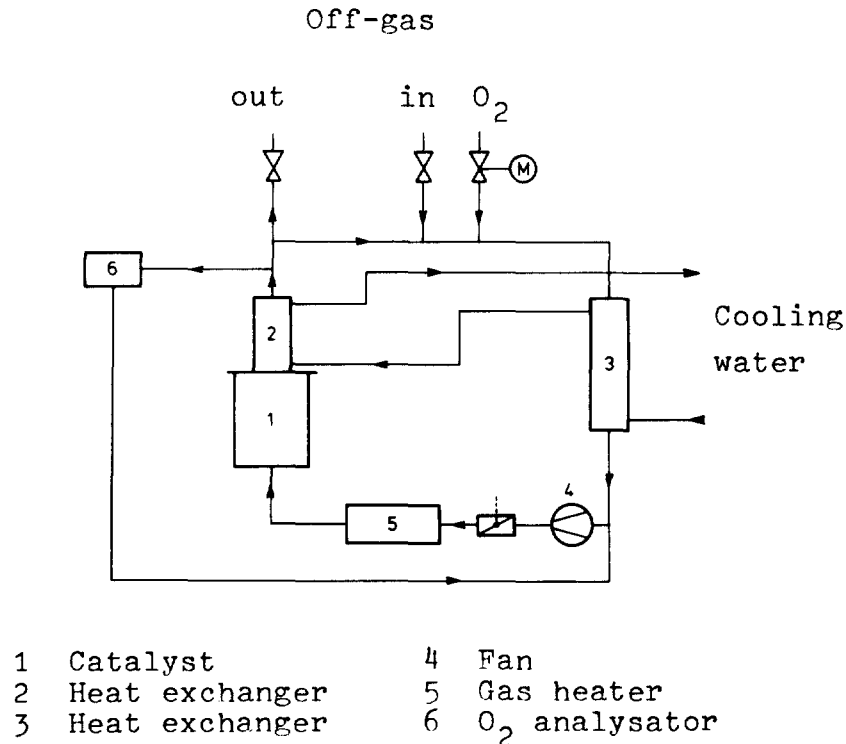 Off-gas
out in O2
M
6
2
Cooling
3
water
1
4
5
1 Catalyst 4 Fan
2 Heat exchanger 5 Gas heater
3 Heat exchanger 6 O2 analysator